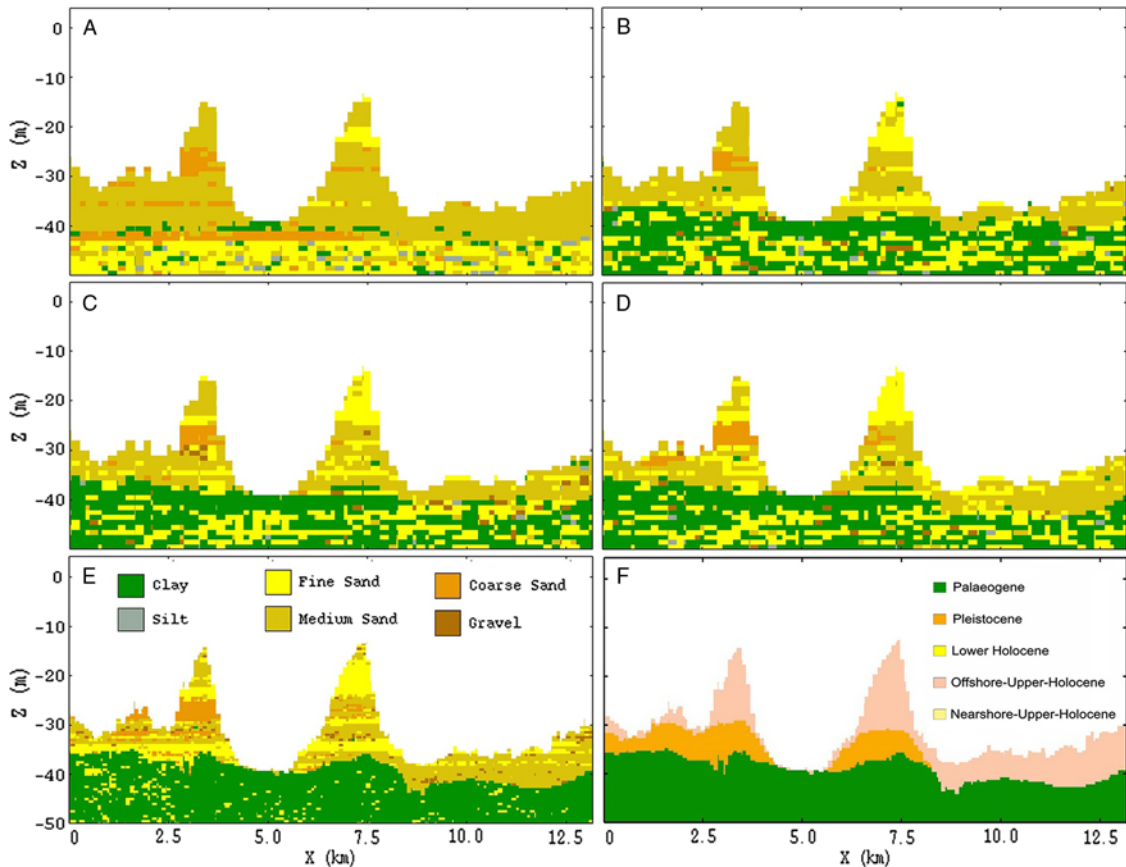 A
B
0
-10
-20
-30
-40
Z (m)
C
D
0
-10
-20
-30
-40
Z (m)
E
F
0
-10
-20
-30
-40
-50
Z (m)
Clay
Fine Sand
Coarse Sand
Silt
Medium Sand
Gravel
Palaeogene
Pleistocene
Lower Holocene
Offshore-Upper-Holocene
Nearshore-Upper-Holocene
0 2.5 5.0 7.5 10.0 12.5
0 2.5 5.0 7.5 10.0 12.5
X (km)
X (km)